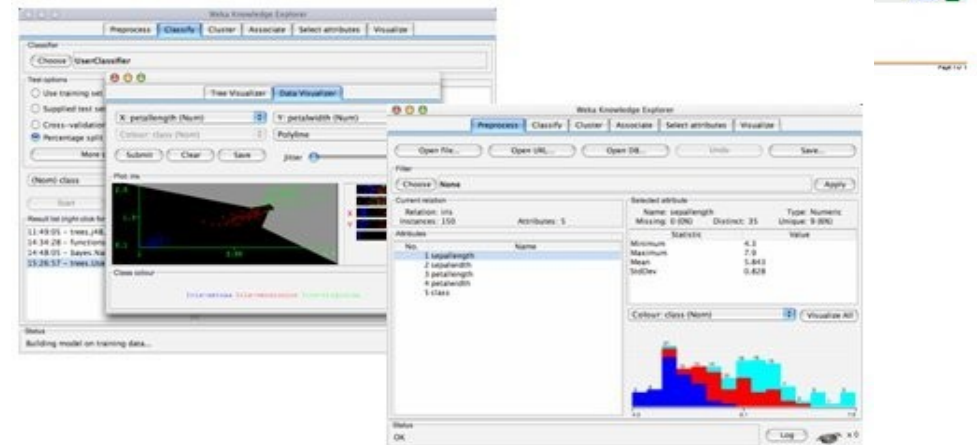 Weka Knowledge Explorer
Preprocess Classify Cluster Associate Select attributes Visualize
Classifier
Choose UserClassifier
Test options
Use training set
Supplied test set
Cross-validation
Percentage split
More
(Nom) class
Start
Result list (right-click for
11:49:05 - trees.J48
14:34:28 - functions
14:48:05 - bayes.Na
15:26:57 - trees.Use
Status
Building model on training data...
Tree Visualizer Data Visualizer
X: petallength (Num) Y: petalwidth (Num)
Colour: class (Nom) Polyline
Submit Clear Save Jitter
Plot: iris
Class colour
Iris-setosa Iris-versicolor Iris-virginica
Weka Knowledge Explorer
Preprocess Classify Cluster Associate Select attributes Visualize
Open file... Open URL... Open DB... Undo Save...
Filter
Choose None Apply
Current relation
Relation: iris
Instances: 150 Attributes: 5
Attributes
No. Name
1 sepallength
2 sepalwidth
3 petallength
4 petalwidth
5 class
Selected attribute
Name: sepallength Type: Numeric
Missing: 0 (0%) Distinct: 35 Unique: 9 (6%)
Statistic Value
Minimum 4.3
Maximum 7.9
Mean 5.843
StdDev 0.828
Colour: class (Nom) Visualize All
Status
OK
Log x 0